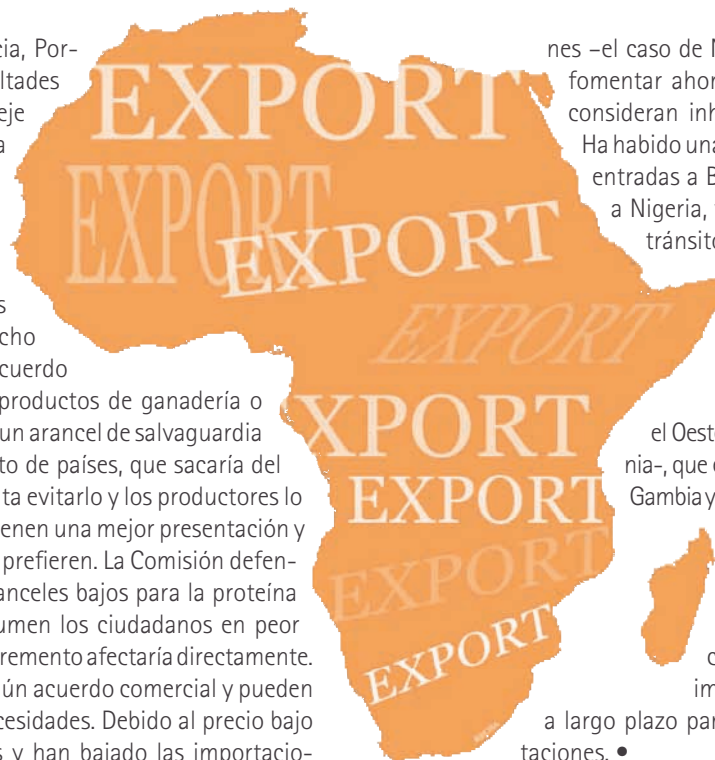 cia, Por-
ltades
eje
a
s
cho
cuerdo
productos de ganadería o
un arancel de salvaguardia
to de países, que sacaría del
ta evitarlo y los productores lo
enen una mejor presentación y
prefieren. La Comisión defen-
anceles bajos para la proteína
umen los ciudadanos en peor
remento afectaría directamente.
ún acuerdo comercial y pueden
cesidades. Debido al precio bajo
s y han bajado las importacio-
EXPORT
EXPORT
EXPORT
EXPORT
XPORT
EXPORT
EXPORT
EXPORT
nes –el caso de N
fomentar ahor
consideran inh
Ha habido una
entradas a B
a Nigeria,
tránsito
el Oeste
nia-, que
Gambia y
c
im
a largo plazo par
taciones. •